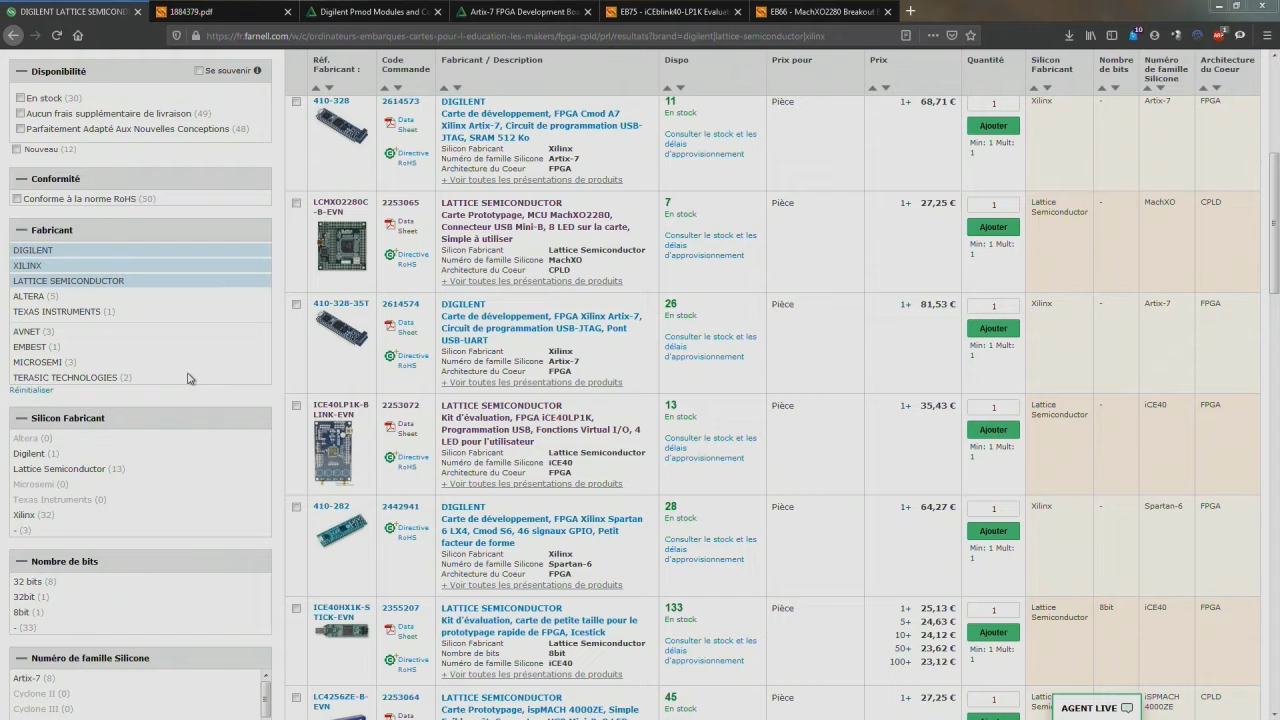 DIGILENT LATTICE SEMICOND
1884379.pdf
Digilent Pmod Modules and Co
Artix-7 FPGA Development Boa
EB75 - iCEblink40-LP1K Evaluat
EB66 - MachXO2280 Breakout B
https://fr.farnell.com/w/c/ordinateurs-embarques-cartes-pour-l-education-les-makers/fpga-cpld/prl/resultats?brand=digilent|lattice-semiconductor|xilinx
Disponibilité
Se souvenir
En stock (30)
Aucun frais supplémentaire de livraison (49)
Parfaitement Adapté Aux Nouvelles Conceptions (48)
Nouveau (12)
Conformité
Conforme à la norme RoHS (50)
Fabricant
DIGILENT
XILINX
LATTICE SEMICONDUCTOR
ALTERA (5)
TEXAS INSTRUMENTS (1)
AVNET (3)
EMBEST (1)
MICROSEMI (3)
TERASIC TECHNOLOGIES (2)
Réinitialiser
Silicon Fabricant
Altera (0)
Digilent (1)
Lattice Semiconductor (13)
Microsemi (0)
Texas Instruments (0)
Xilinx (32)
- (3)
Nombre de bits
32 bits (8)
32bit (1)
8bit (1)
- (33)
Numéro de famille Silicone
Artix-7 (8)
Cyclone II (0)
Cyclone III (0)
Réf. Fabricant :
Code Commande
Fabricant / Description
Dispo
Prix pour
Prix
Quantité
Silicon Fabricant
Nombre de bits
Numéro de famille Silicone
Architecture du Coeur
410-328
2614573
Data Sheet
Directive RoHS
DIGILENT
Carte de développement, FPGA Cmod A7
Xilinx Artix-7, Circuit de programmation USB-
JTAG, SRAM 512 Ko
Silicon Fabricant Xilinx
Numéro de famille Silicone Artix-7
Architecture du Coeur FPGA
+ Voir toutes les présentations de produits
11
En stock
Consulter le stock et les
délais
d'approvisionnement
Pièce
1+ 68,71 €
1
Ajouter
Min: 1 Mult:
1
Xilinx
-
Artix-7
FPGA
LCMXO2280C
-B-EVN
2253065
Data Sheet
Directive RoHS
LATTICE SEMICONDUCTOR
Carte Prototypage, MCU MachXO2280,
Connecteur USB Mini-B, 8 LED sur la carte,
Simple à utiliser
Silicon Fabricant Lattice Semiconductor
Numéro de famille Silicone MachXO
Architecture du Coeur CPLD
+ Voir toutes les présentations de produits
7
En stock
Consulter le stock et les
délais
d'approvisionnement
Pièce
1+ 27,25 €
1
Ajouter
Min: 1 Mult:
1
Lattice
Semiconductor
-
MachXO
CPLD
410-328-35T
2614574
Data Sheet
Directive RoHS
DIGILENT
Carte de développement, FPGA Xilinx Artix-7,
Circuit de programmation USB-JTAG, Pont
USB-UART
Silicon Fabricant Xilinx
Numéro de famille Silicone Artix-7
Architecture du Coeur FPGA
+ Voir toutes les présentations de produits
26
En stock
Consulter le stock et les
délais
d'approvisionnement
Pièce
1+ 81,53 €
1
Ajouter
Min: 1 Mult:
1
Xilinx
-
Artix-7
FPGA
ICE40LP1K-B
LINK-EVN
2253072
Data Sheet
Directive RoHS
LATTICE SEMICONDUCTOR
Kit d'évaluation, FPGA iCE40LP1K,
Programmation USB, Fonctions Virtual I/O, 4
LED pour l'utilisateur
Silicon Fabricant Lattice Semiconductor
Numéro de famille Silicone iCE40
Architecture du Coeur FPGA
+ Voir toutes les présentations de produits
13
En stock
Consulter le stock et les
délais
d'approvisionnement
Pièce
1+ 35,43 €
1
Ajouter
Min: 1 Mult:
1
Lattice
Semiconductor
-
iCE40
FPGA
410-282
2442941
Directive RoHS
DIGILENT
Carte de développement, FPGA Xilinx Spartan
6 LX4, Cmod S6, 46 signaux GPIO, Petit
facteur de forme
Silicon Fabricant Xilinx
Numéro de famille Silicone Spartan-6
Architecture du Coeur FPGA
+ Voir toutes les présentations de produits
28
En stock
Consulter le stock et les
délais
d'approvisionnement
Pièce
1+ 64,27 €
1
Ajouter
Min: 1 Mult:
1
Xilinx
-
Spartan-6
FPGA
ICE40HX1K-S
TICK-EVN
2355207
Data Sheet
Directive RoHS
LATTICE SEMICONDUCTOR
Kit d'évaluation, carte de petite taille pour le
prototypage rapide de FPGA, Icestick
Silicon Fabricant Lattice Semiconductor
Nombre de bits 8bit
Numéro de famille Silicone iCE40
+ Voir toutes les présentations de produits
133
En stock
Consulter le stock et les
délais
d'approvisionnement
Pièce
1+ 25,13 €
5+ 24,63 €
10+ 24,12 €
50+ 23,62 €
100+ 23,12 €
1
Ajouter
Min: 1 Mult:
1
Lattice
Semiconductor
8bit
iCE40
FPGA
LC4256ZE-B-
EVN
2253064
Data
LATTICE SEMICONDUCTOR
Carte Prototypage, ispMACH 4000ZE, Simple
45
En stock
Pièce
1+ 27,25 €
1
-
iSPMACH
4000ZE
CPLD
AGENT LIVE